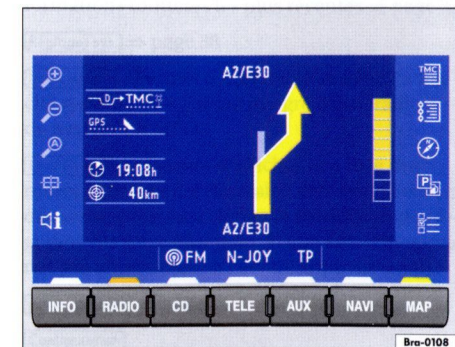 A2/E30
TMC
D TMC
GPS
A
19:08h
40km
P
i
A2/E30
FM N-JOY TP
INFO RADIO CD TELE AUX NAVI MAP
Bra-0108